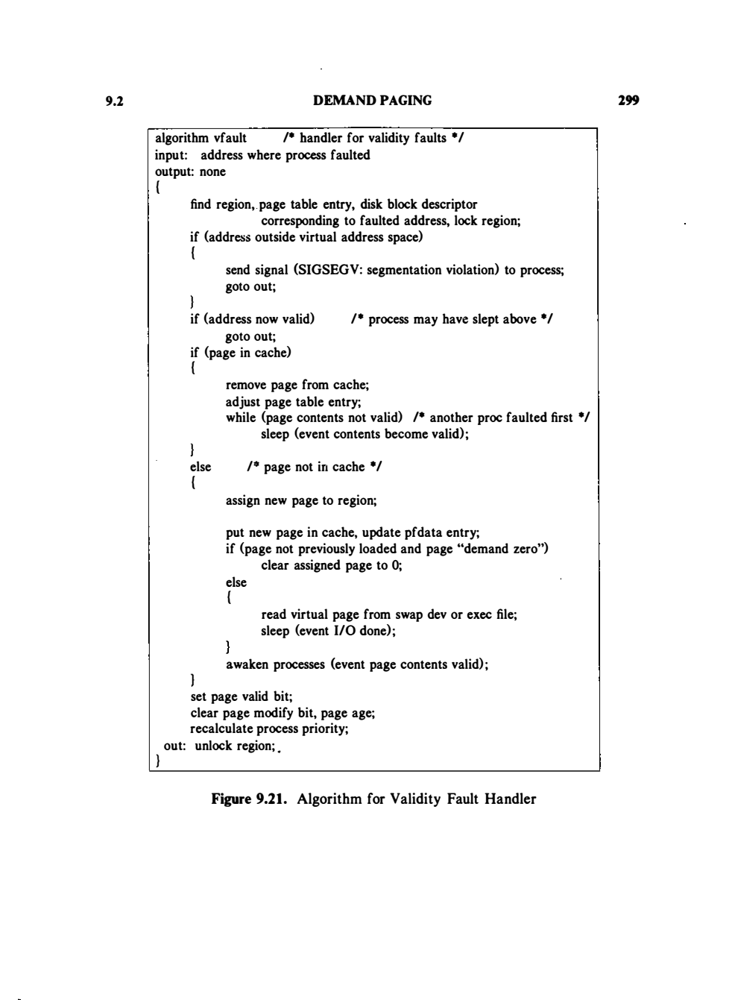 9.2 DEMAND PAGING 299
algorithm vfault /* handler for validity faults */
input: address where process faulted
output: none
{
find region, page table entry, disk block descriptor
corresponding to faulted address, lock region;
if (address outside virtual address space)
{
send signal (SIGSEGV: segmentation violation) to process;
goto out;
}
if (address now valid) /* process may have slept above */
goto out;
if (page in cache)
{
remove page from cache;
adjust page table entry;
while (page contents not valid) /* another proc faulted first */
sleep (event contents become valid);
}
else /* page not in cache */
{
assign new page to region;
put new page in cache, update pfdata entry;
if (page not previously loaded and page “demand zero”)
clear assigned page to 0;
else
{
read virtual page from swap dev or exec file;
sleep (event I/O done);
}
awaken processes (event page contents valid);
}
set page valid bit;
clear page modify bit, page age;
recalculate process priority;
out: unlock region;
}
Figure 9.21. Algorithm for Validity Fault Handler